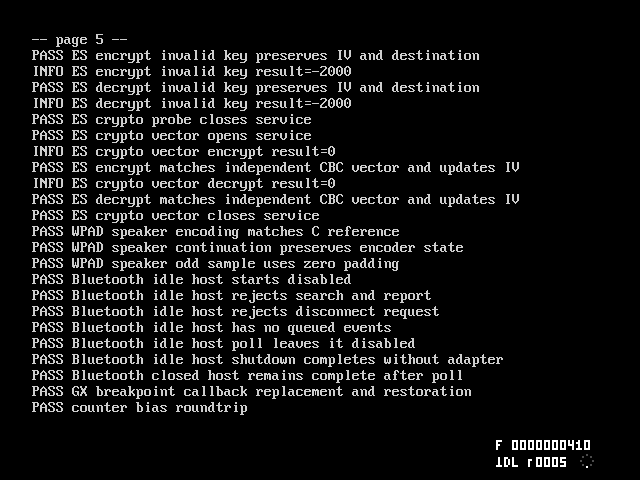 -- page 5 --
PASS ES encrypt invalid key preserves IV and destination
INFO ES encrypt invalid key result=-2000
PASS ES decrypt invalid key preserves IV and destination
INFO ES decrypt invalid key result=-2000
PASS ES crypto probe closes service
PASS ES crypto vector opens service
INFO ES crypto vector encrypt result=0
PASS ES encrypt matches independent CBC vector and updates IV
INFO ES crypto vector decrypt result=0
PASS ES decrypt matches independent CBC vector and updates IV
PASS ES crypto vector closes service
PASS WPAD speaker encoding matches C reference
PASS WPAD speaker continuation preserves encoder state
PASS WPAD speaker odd sample uses zero padding
PASS Bluetooth idle host starts disabled
PASS Bluetooth idle host rejects search and report
PASS Bluetooth idle host rejects disconnect request
PASS Bluetooth idle host has no queued events
PASS Bluetooth idle host poll leaves it disabled
PASS Bluetooth idle host shutdown completes without adapter
PASS Bluetooth closed host remains complete after poll
PASS GX breakpoint callback replacement and restoration
PASS counter bias roundtrip
F 0000000410
IDL r0005